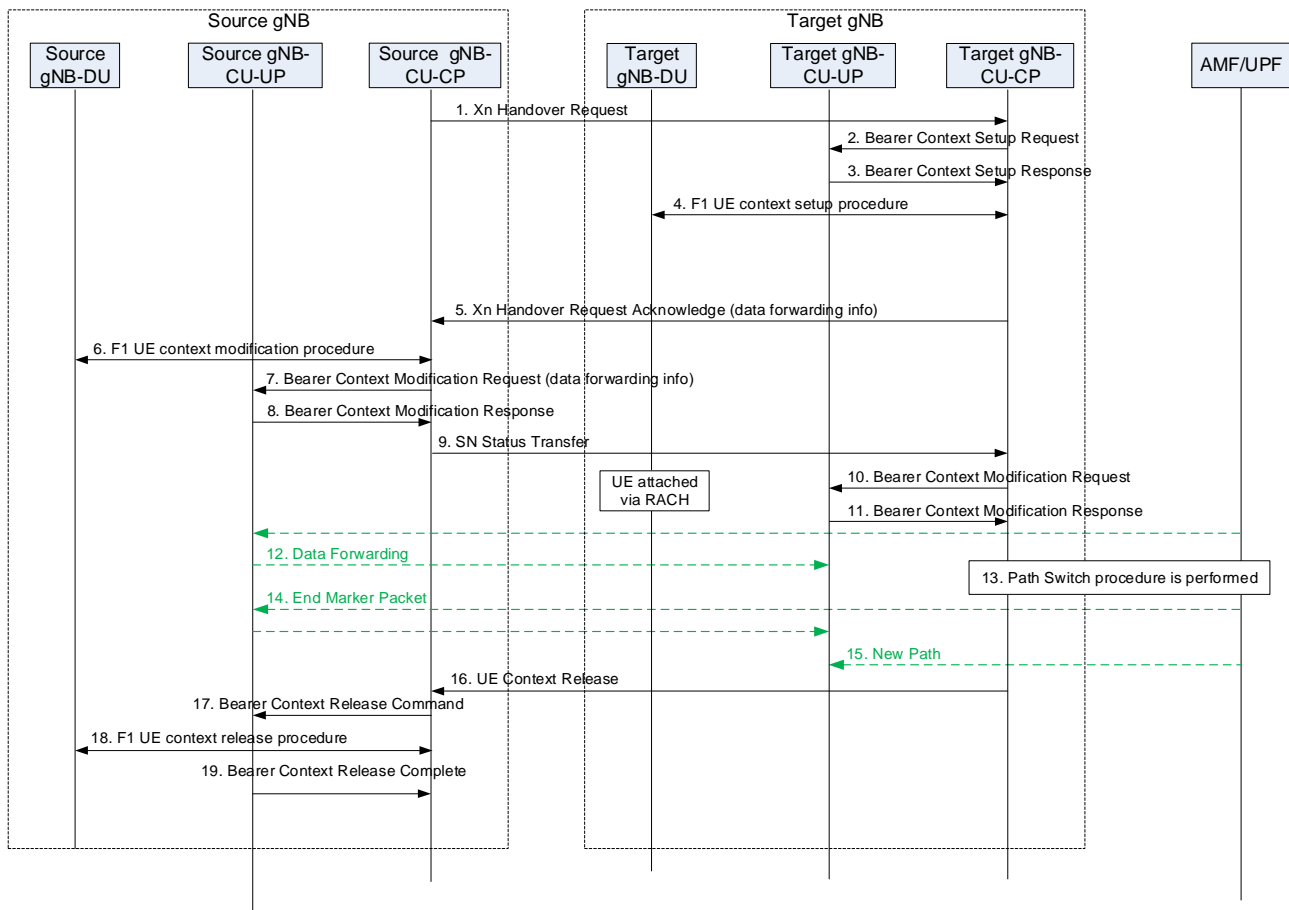 Source gNB
Target gNB
Source
gNB-DU
Source gNB-
CU-UP
Source gNB-
CU-CP
Target
gNB-DU
Target gNB-
CU-UP
Target gNB-
CU-CP
AMF/UPF
1. Xn Handover Request
2. Bearer Context Setup Request
3. Bearer Context Setup Response
4. F1 UE context setup procedure
5. Xn Handover Request Acknowledge (data forwarding info)
6. F1 UE context modification procedure
7. Bearer Context Modification Request (data forwarding info)
8. Bearer Context Modification Response
9. SN Status Transfer
UE attached
via RACH
10. Bearer Context Modification Request
11. Bearer Context Modification Response
12. Data Forwarding
13. Path Switch procedure is performed
14. End Marker Packet
15. New Path
16. UE Context Release
17. Bearer Context Release Command
18. F1 UE context release procedure
19. Bearer Context Release Complete